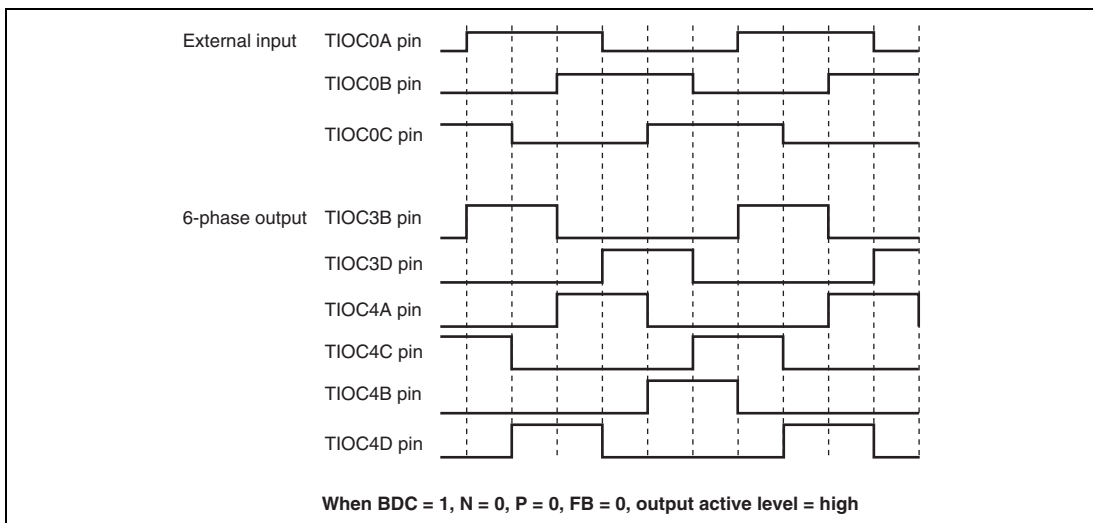 External input TIOC0A pin
TIOC0B pin
TIOC0C pin
6-phase output TIOC3B pin
TIOC3D pin
TIOC4A pin
TIOC4C pin
TIOC4B pin
TIOC4D pin
When BDC = 1, N = 0, P = 0, FB = 0, output active level = high